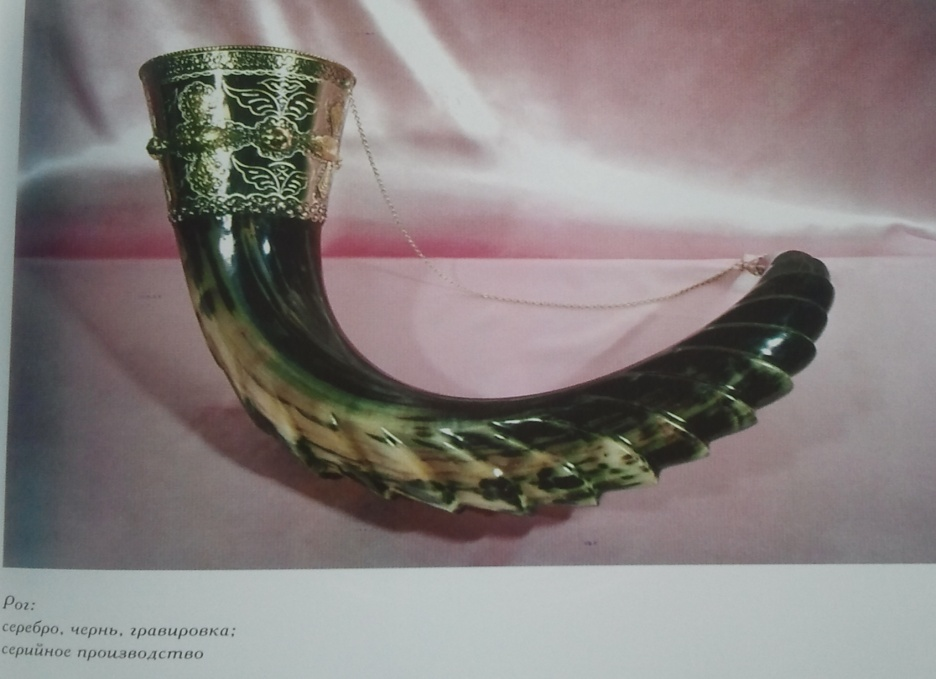 Рог:
серебро, чернь, гравировка;
серийное производство